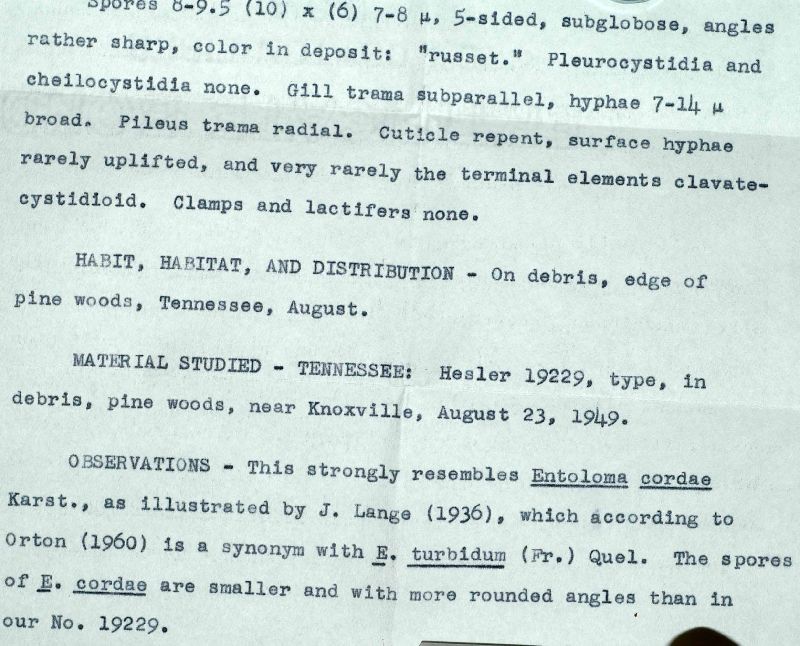 Spores 8-9.5 (10) x (6) 7-8 µ, 5-sided, subglobose, angles
rather sharp, color in deposit: "russet." Pleurocystidia and
cheilocystidia none. Gill trama subparallel, hyphae 7-14 µ
broad. Pileus trama radial. Cuticle repent, surface hyphae
rarely uplifted, and very rarely the terminal elements clavate-
cystidioid. Clamps and lactifers none.
HABIT, HABITAT, AND DISTRIBUTION - On debris, edge of
pine woods, Tennessee, August.
MATERIAL STUDIED - TENNESSEE: Hesler 19229, type, in
debris, pine woods, near Knoxville, August 23, 1949.
OBSERVATIONS - This strongly resembles Entoloma cordae
Karst., as illustrated by J. Lange (1936), which according to
Orton (1960) is a synonym with E. turbidum (Fr.) Quel. The spores
of E. cordae are smaller and with more rounded angles than in
our No. 19229.